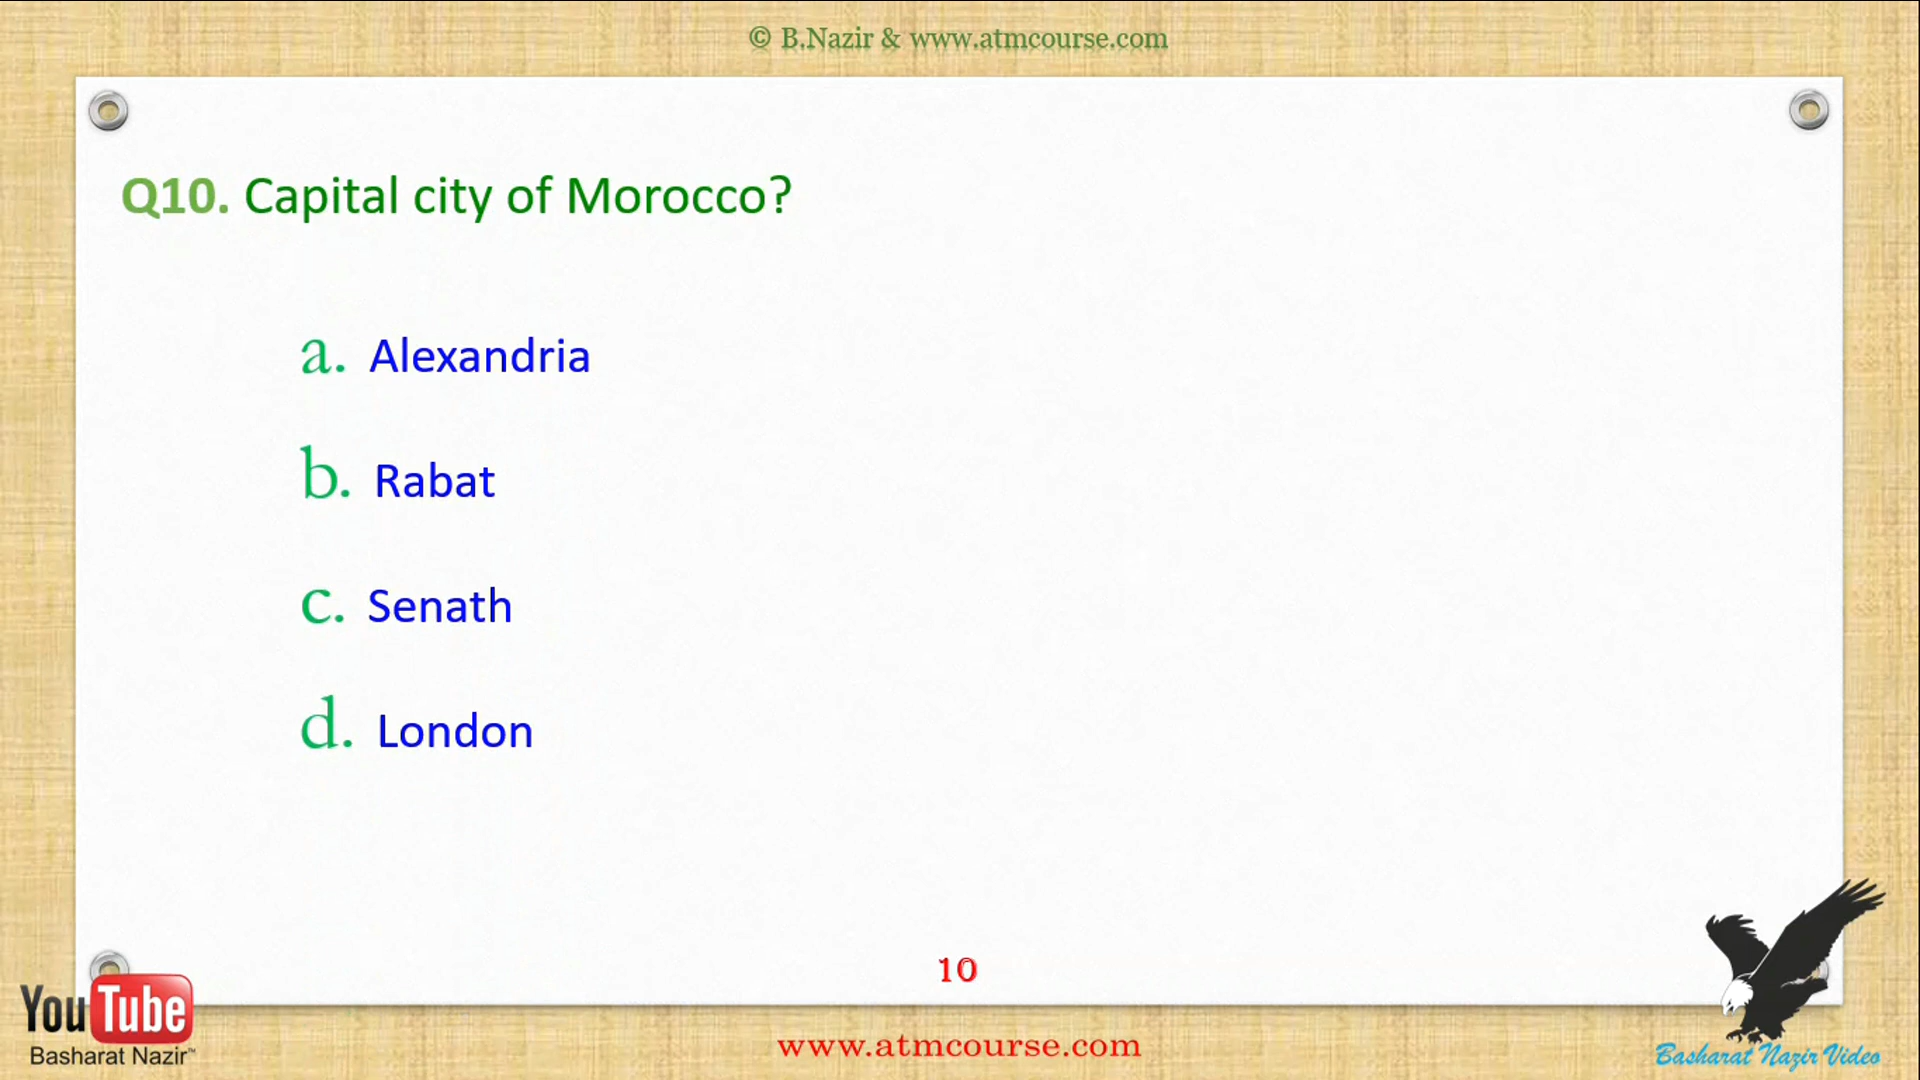 © B.Nazir & www.atmcourse.com
Q10. Capital city of Morocco?
a. Alexandria
b. Rabat
c. Senath
d. London
10
YouTube
Basharat Nazir™
www.atmcourse.com
Basharat Nazir Video